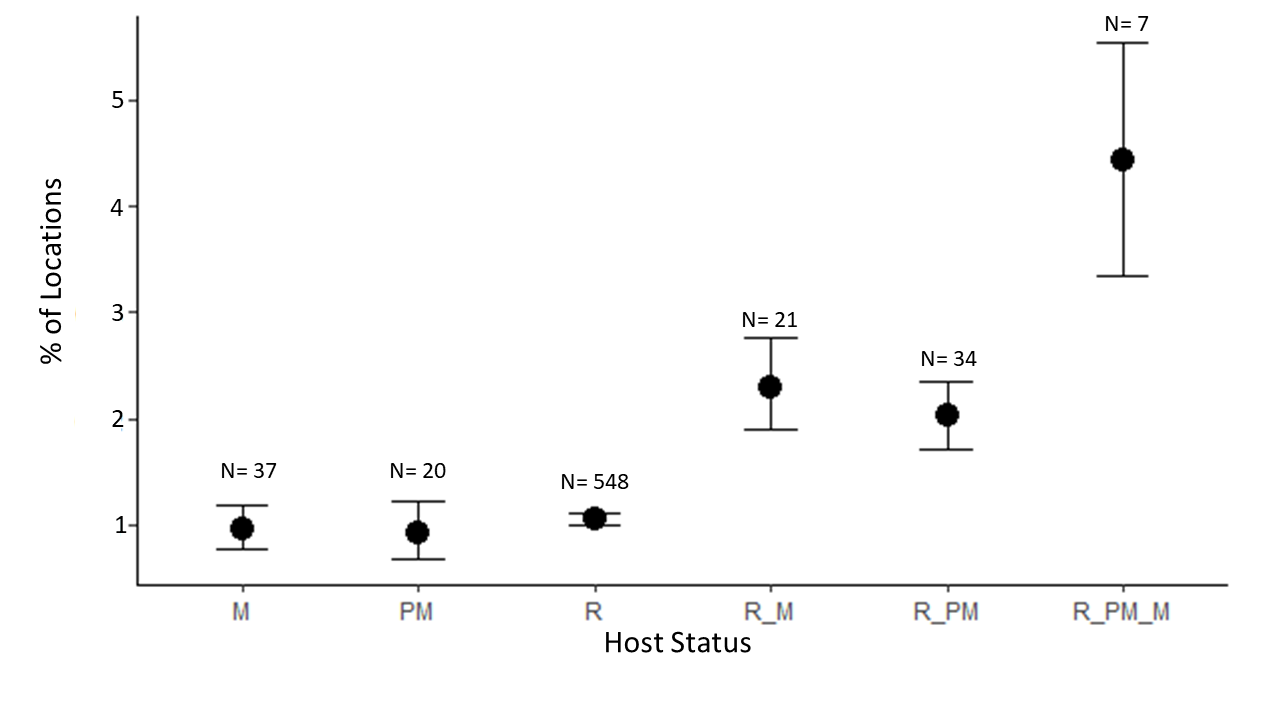 N= 7
5
4
3
2
1
% of Locations
N= 21
N= 34
N= 37
N= 20
N= 548
M
PM
R
R_M
R_PM
R_PM_M
Host Status